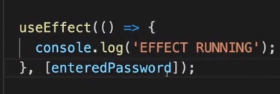 useEffect(() => {
  console.log('EFFECT RUNNING');
}, [enteredPassword]);